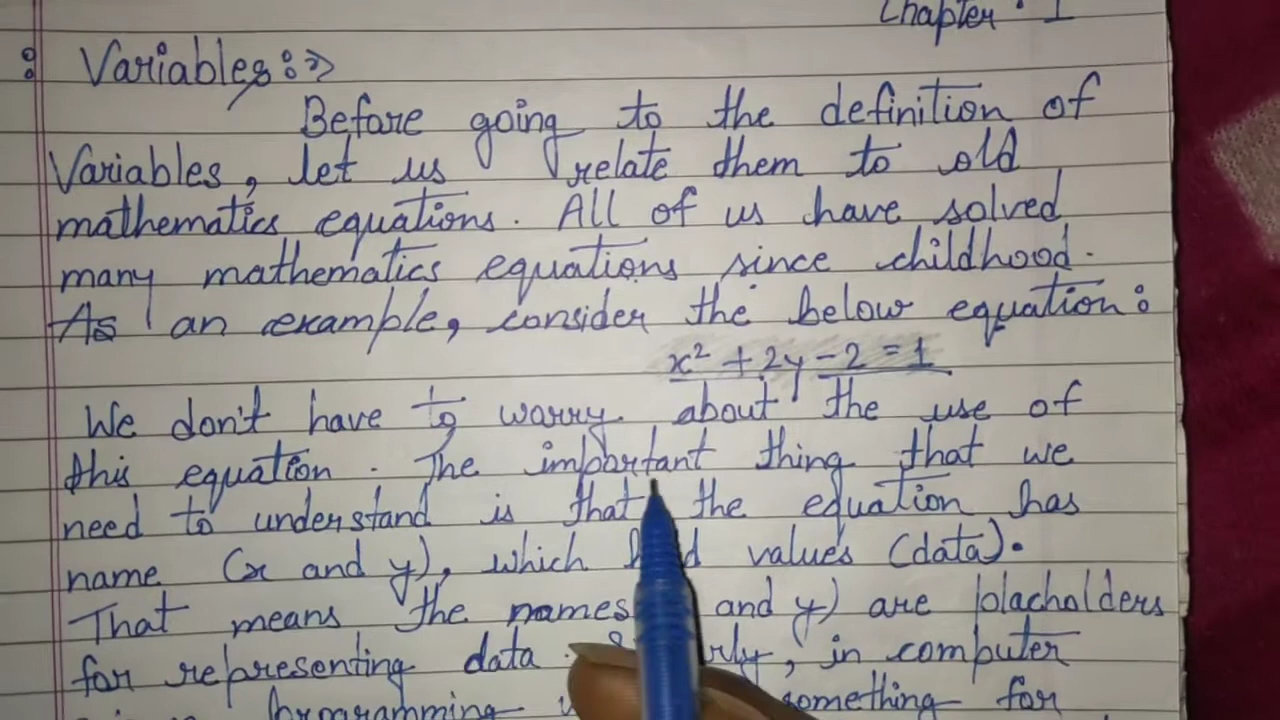 Chapter : 1
: Variables :⇒
Before going to the definition of
Variables, let us relate them to old
mathematics equations. All of us have solved
many mathematics equations since childhood.
As an example, consider the below equation :
x² + 2y - 2 = 1
We don't have to worry about the use of
this equation. The important thing that we
need to understand is that the equation has
name (x and y), which values (data).
That means the names and y) are placholders
for representing data. in computer
programming something for